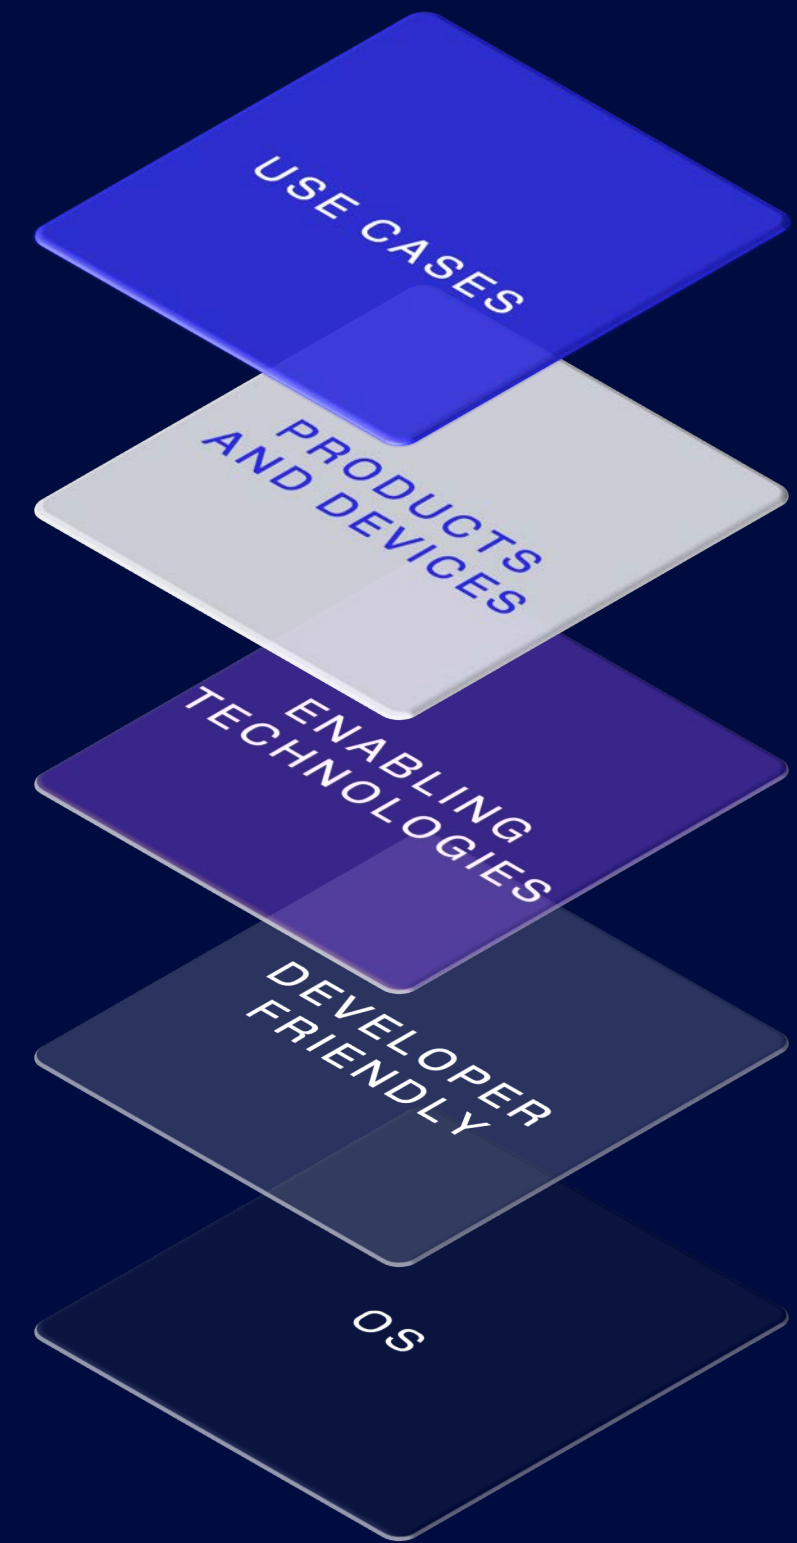 USE CASES
PRODUCTS
AND DEVICES
ENABLING
TECHNOLOGIES
DEVELOPER
FRIENDLY
OS